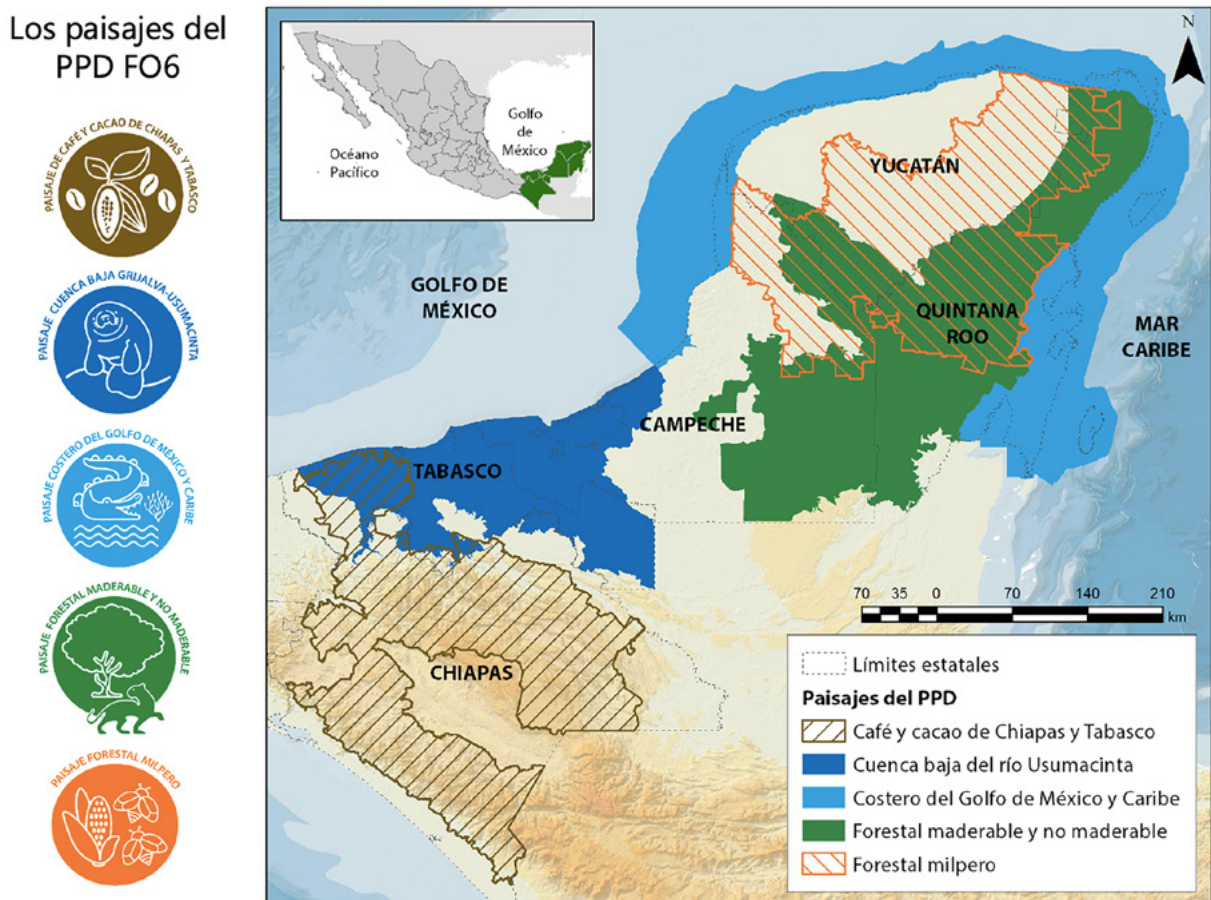 Los paisajes del
PPD FO6
PAISAJE DE CAFÉ Y CACAO DE CHIAPAS Y TABASCO
PAISAJE CUENCA BAJA GRIJALVA-USUMACINTA
PAISAJE COSTERO DEL GOLFO DE MÉXICO Y CARIBE
PAISAJE FORESTAL MADERABLE Y NO MADERABLE
PAISAJE FORESTAL MILPERO
Océano
Pacífico
Golfo
de
México
N
GOLFO DE
MÉXICO
YUCATÁN
QUINTANA
ROO
MAR
CARIBE
CAMPECHE
TABASCO
CHIAPAS
70 35 0 70 140 210
km
Límites estatales
Paisajes del PPD
Café y cacao de Chiapas y Tabasco
Cuenca baja del río Usumacinta
Costero del Golfo de México y Caribe
Forestal maderable y no maderable
Forestal milpero